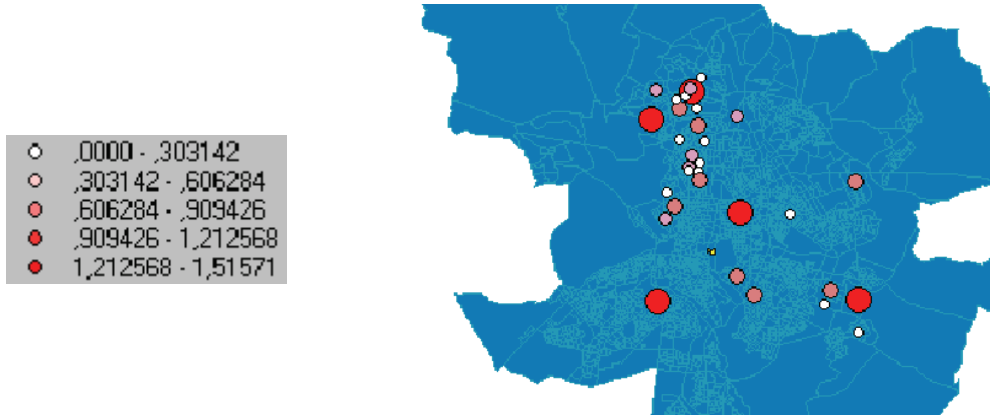 ,0000 - ,303142
,303142 - ,606284
,606284 - ,909426
,909426 - 1,212568
1,212568 - 1,51571